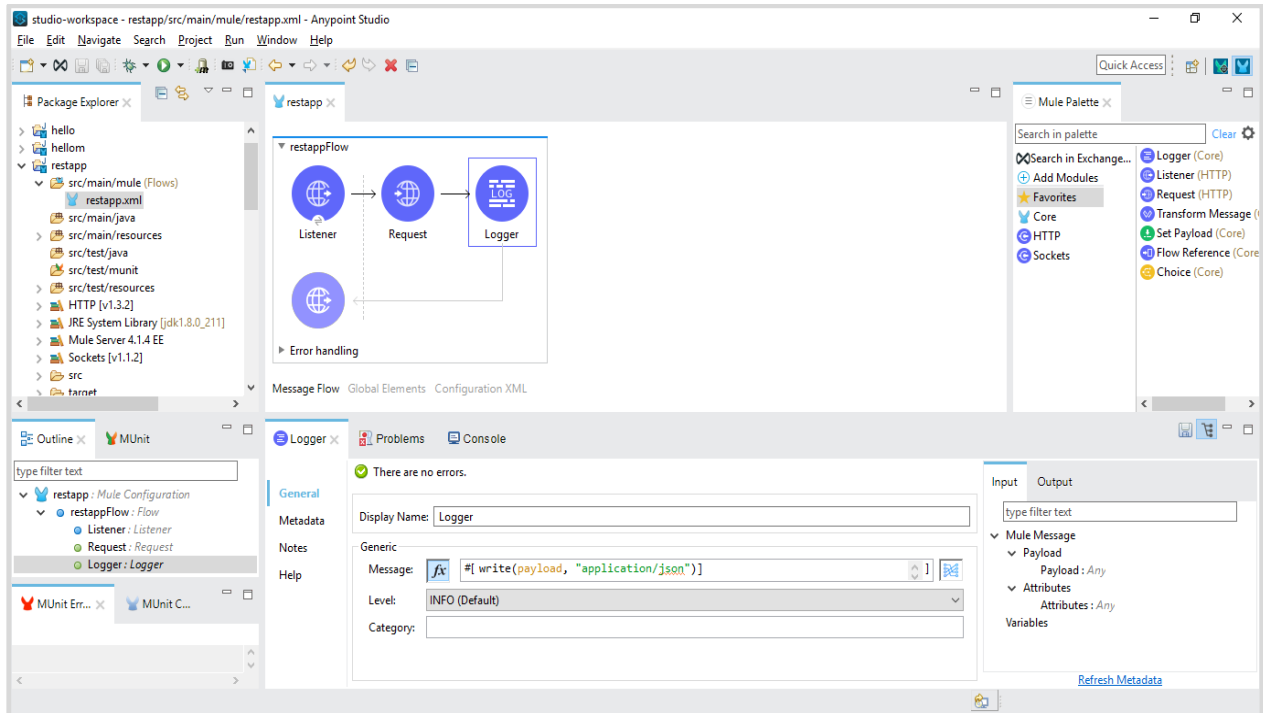 studio-workspace - restapp/src/main/mule/restapp.xml - Anypoint Studio
File Edit Navigate Search Project Run Window Help
Quick Access
Package Explorer
hello
hellom
restapp
src/main/mule (Flows)
restapp.xml
src/main/java
src/main/resources
src/test/java
src/test/munit
src/test/resources
HTTP [v1.3.2]
JRE System Library [jdk1.8.0_211]
Mule Server 4.1.4 EE
Sockets [v1.1.2]
src
target
restapp
restappFlow
LOG
Listener Request Logger
Error handling
Message Flow Global Elements Configuration XML
Mule Palette
Search in palette Clear
Search in Exchange...
Add Modules
Favorites
Core
HTTP
Sockets
Logger (Core)
Listener (HTTP)
Request (HTTP)
Transform Message (
Set Payload (Core)
Flow Reference (Core
Choice (Core)
Outline MUnit
type filter text
restapp : Mule Configuration
restappFlow : Flow
Listener : Listener
Request : Request
Logger : Logger
MUnit Err... MUnit C...
Logger Problems Console
There are no errors.
General
Metadata
Notes
Help
Display Name: Logger
Generic
Message: fx #[ write(payload, "application/json")] ]
Level: INFO (Default)
Category:
Input Output
type filter text
Mule Message
Payload
Payload : Any
Attributes
Attributes : Any
Variables
Refresh Metadata